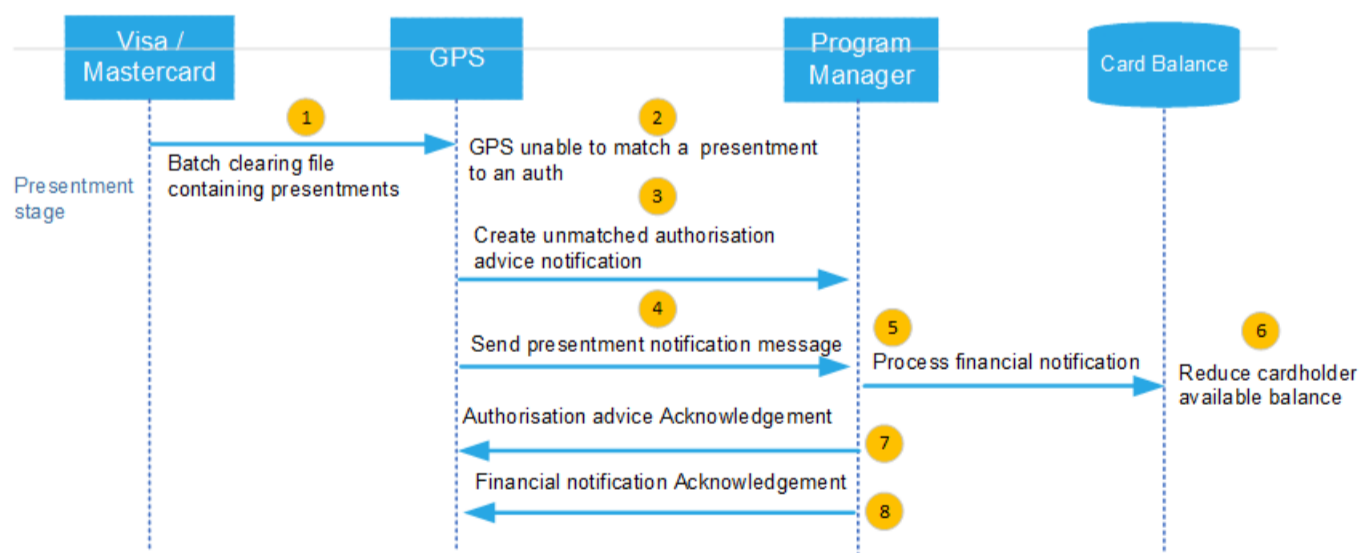 Visa /
Mastercard
GPS
Program
Manager
Card Balance
1
2
Batch clearing file
containing presentments
GPS unable to match a presentment
to an auth
Presentment
stage
3
Create unmatched authorisation
advice notification
4
Send presentment notification message
5
Process financial notification
6
Reduce cardholder
available balance
Authorisation advice Acknowledgement
7
Financial notification Acknowledgement
8